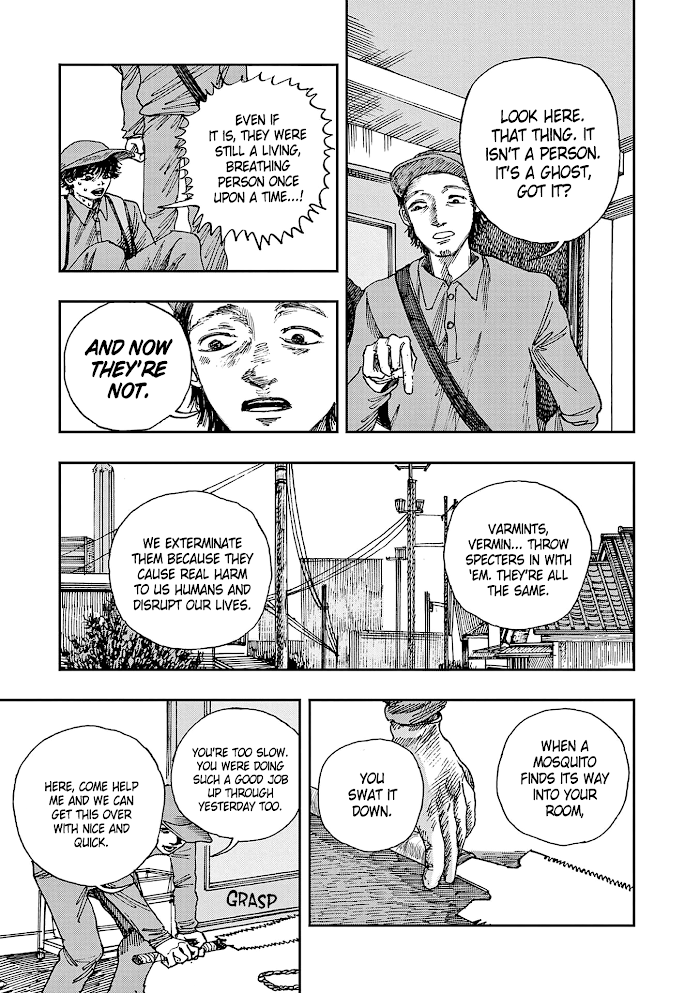 LOOK HERE.
THAT THING. IT
ISN'T A PERSON.
IT'S A GHOST,
GOT IT?
EVEN IF
IT IS, THEY WERE
STILL A LIVING,
BREATHING
PERSON ONCE
UPON A TIME...!
AND NOW
THEY'RE
NOT.
VARMINTS,
VERMIN... THROW
SPECTERS IN WITH
'EM. THEY'RE ALL
THE SAME.
WE EXTERMINATE
THEM BECAUSE THEY
CAUSE REAL HARM
TO US HUMANS AND
DISRUPT OUR LIVES.
WHEN A
MOSQUITO
FINDS ITS WAY
INTO YOUR
ROOM,
YOU
SWAT IT
DOWN.
YOU'RE TOO SLOW.
YOU WERE DOING
SUCH A GOOD JOB
UP THROUGH
YESTERDAY TOO.
HERE, COME HELP
ME AND WE CAN
GET THIS OVER
WITH NICE AND
QUICK.
GRASP